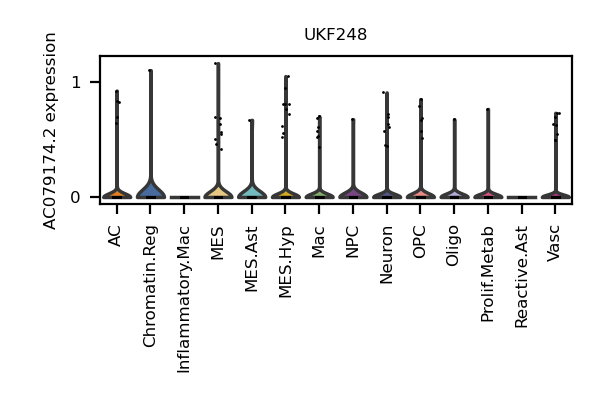 UKF248
AC079174.2 expression
1
0
AC
Chromatin.Reg
Inflammatory.Mac
MES
MES.Ast
MES.Hyp
Mac
NPC
Neuron
OPC
Oligo
Prolif.Metab
Reactive.Ast
Vasc